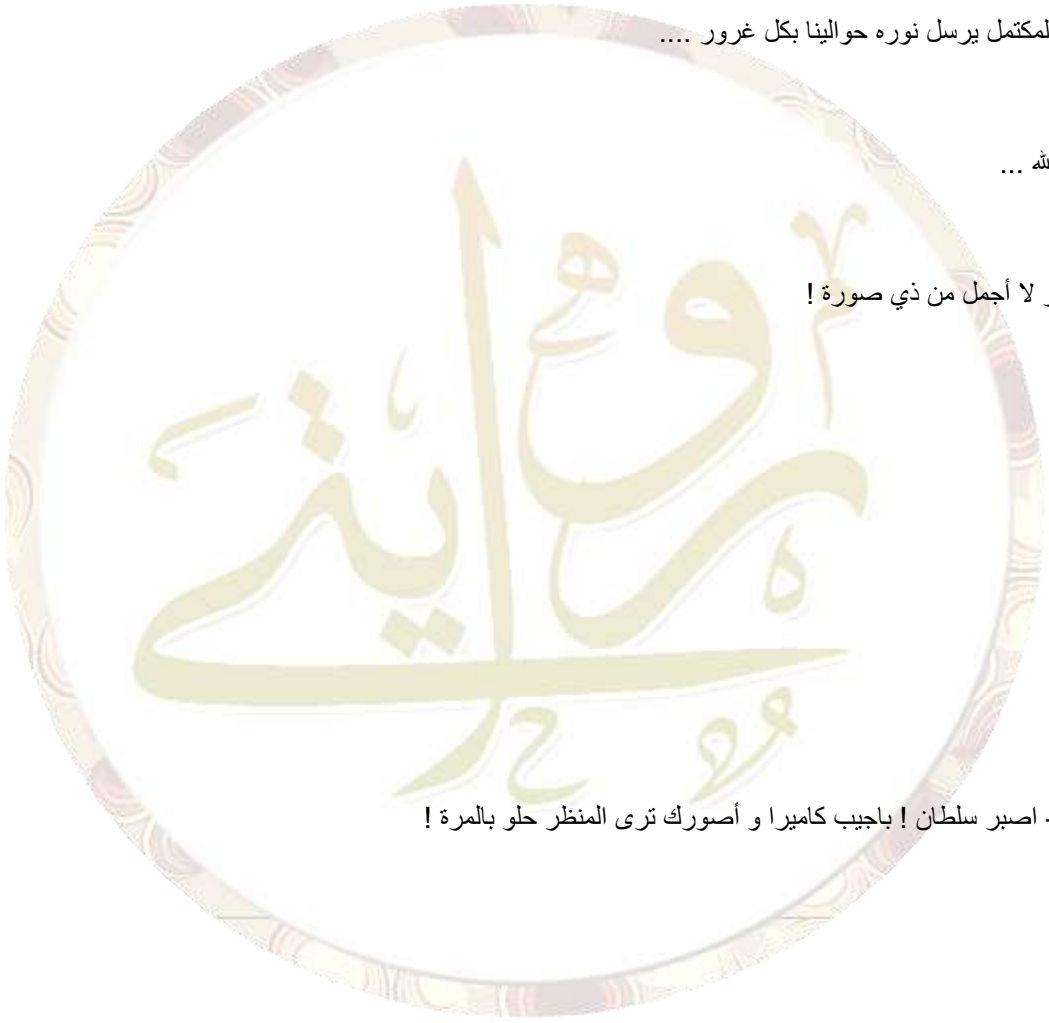 لمكتمل يرسل نوره حوالينا بكل غرور ....
لله ...
لا أجمل من ذي صورة !
روايتي
- اصبر سلطان ! باجيب كاميرا و أصورك ترى المنظر حلو بالمرة !